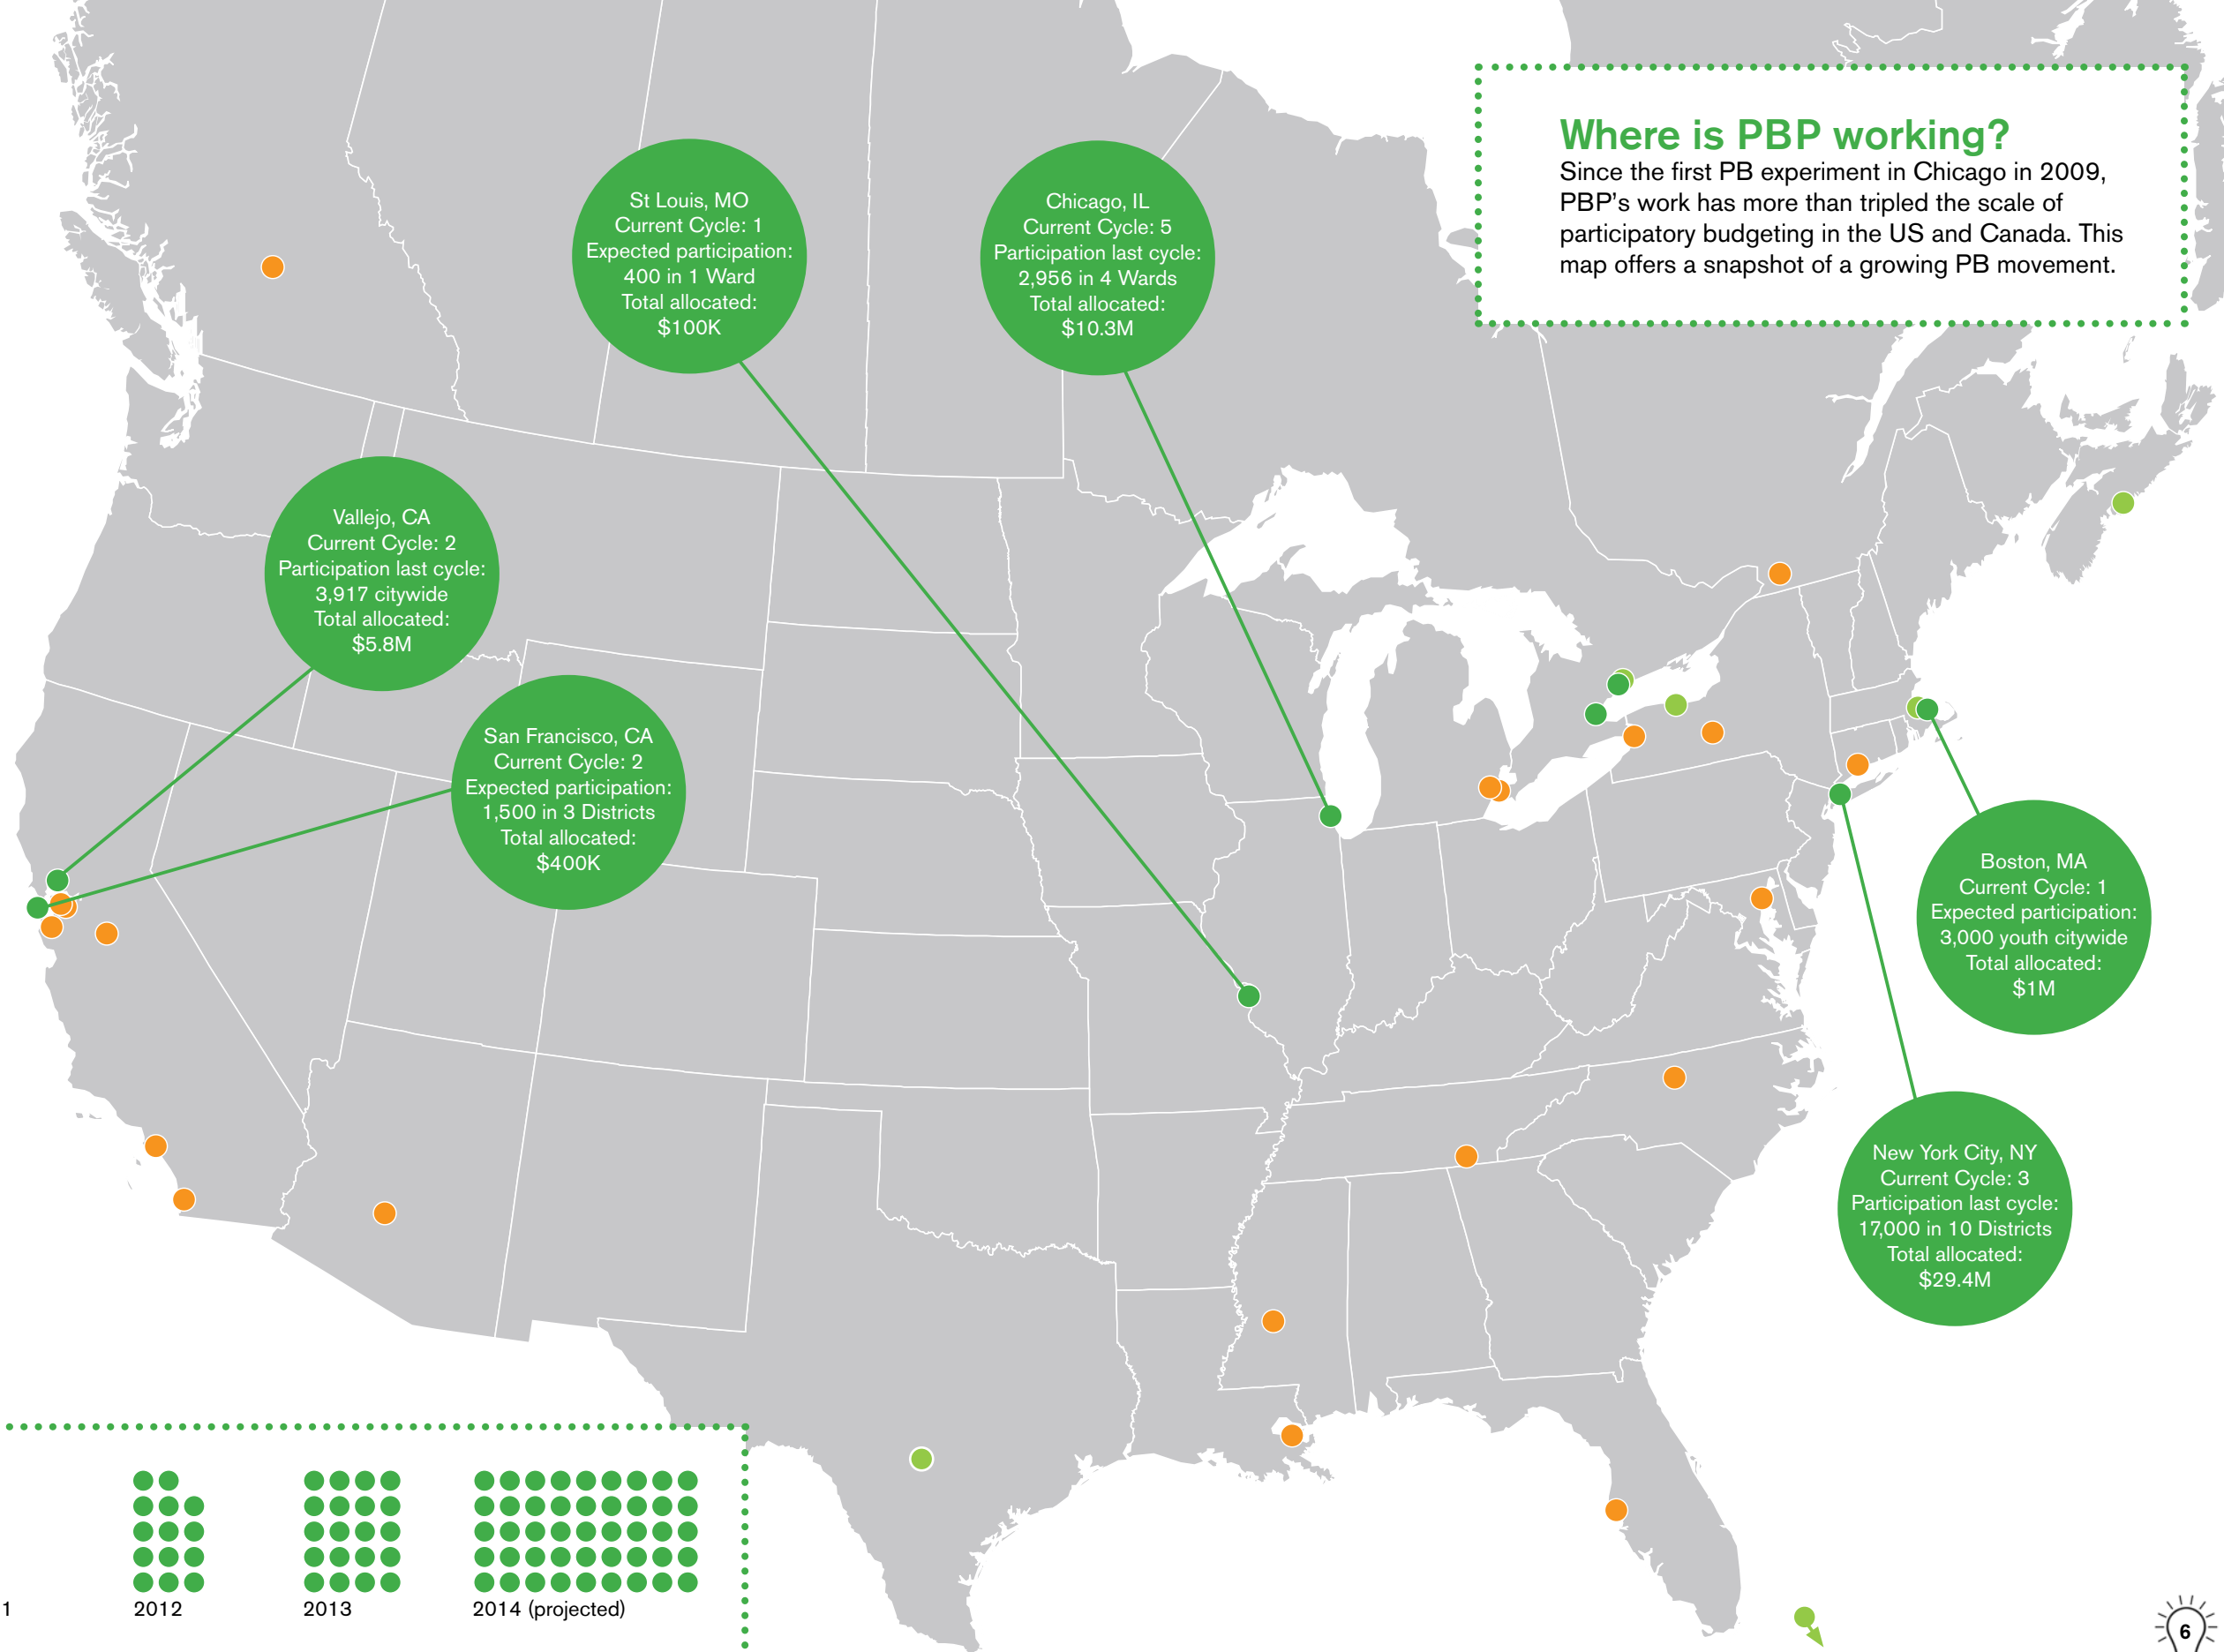 Where is PBP working?
Since the first PB experiment in Chicago in 2009,
PBP's work has more than tripled the scale of
participatory budgeting in the US and Canada. This
map offers a snapshot of a growing PB movement.
St Louis, MO
Current Cycle: 1
Expected participation:
400 in 1 Ward
Total allocated:
$100K
Chicago, IL
Current Cycle: 5
Participation last cycle:
2,956 in 4 Wards
Total allocated:
$10.3M
Vallejo, CA
Current Cycle: 2
Participation last cycle:
3,917 citywide
Total allocated:
$5.8M
San Francisco, CA
Current Cycle: 2
Expected participation:
1,500 in 3 Districts
Total allocated:
$400K
Boston, MA
Current Cycle: 1
Expected participation:
3,000 youth citywide
Total allocated:
$1M
New York City, NY
Current Cycle: 3
Participation last cycle:
17,000 in 10 Districts
Total allocated:
$29.4M
1 2012 2013 2014 (projected)
6